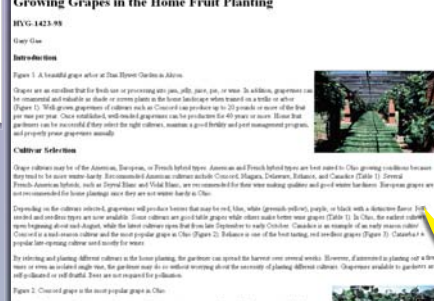 Growing Grapes in the Home Fruit Planting
HYG-1423-98
Gary Gao
Introduction
Figure 1. A beautiful grape arbor at Stan Hywet Garden in Akron.
Grapes are an excellent fruit for fresh use or processing into jam, jelly, juice, pie, or wine. In addition, grapevines can
be ornamental and valuable as shade or screen plants in the home landscape when trained on a trellis or arbor
(Figure 1). Well-grown grapevines of cultivars such as Concord can produce up to 20 pounds or more of the fruit
per vine per year. Once established, well-tended grapevines can be productive for 40 years or more. Home fruit
gardeners can be successful if they select the right cultivars, maintain a good fertility and pest management program,
and properly prune grapevines annually.
Cultivar Selection
Grape cultivars may be of the American, European, or French hybrid types. American and French hybrid types are best suited to Ohio growing conditions because
they tend to be more winter-hardy. Recommended American cultivars include Concord, Niagara, Delaware, Reliance, and Canadice (Table 1). Several
French-American hybrids, such as Seyval Blanc and Vidal Blanc, are recommended for their wine making qualities and good winter hardiness. European grapes are
not recommended for home plantings since they are not winter hardy in Ohio.
Depending on the cultivars selected, grapevines will produce berries that may be red, blue, white (greenish yellow), purple, or black with a distinctive flavor. Both
seeded and seedless types are now available. Some cultivars are good table grapes while others make better wine grapes (Table 1). In Ohio, the earliest cultivars
open beginning about mid-August, while the latest cultivars open that from late September to early October. Canadice is an example of an early season cultivar
Concord is a mid-season cultivar and the most popular grape in Ohio (Figure 2). Reliance is one of the best tasting, red seedless grapes (Figure 3). Catawba is
popular late-opening cultivar used mostly for wines.
By selecting and planting different cultivars in the home planting, the gardener can spread the harvest over several weeks. However, if interested in planting out a few
vines or even an isolated single vine, the gardener may do so without worrying about the necessity of planting different cultivars. Grapevines available to gardeners are
self-pollinated or self-fruitful. Bees are not required for pollination.
Figure 2. Concord grape is the most popular grape in Ohio.